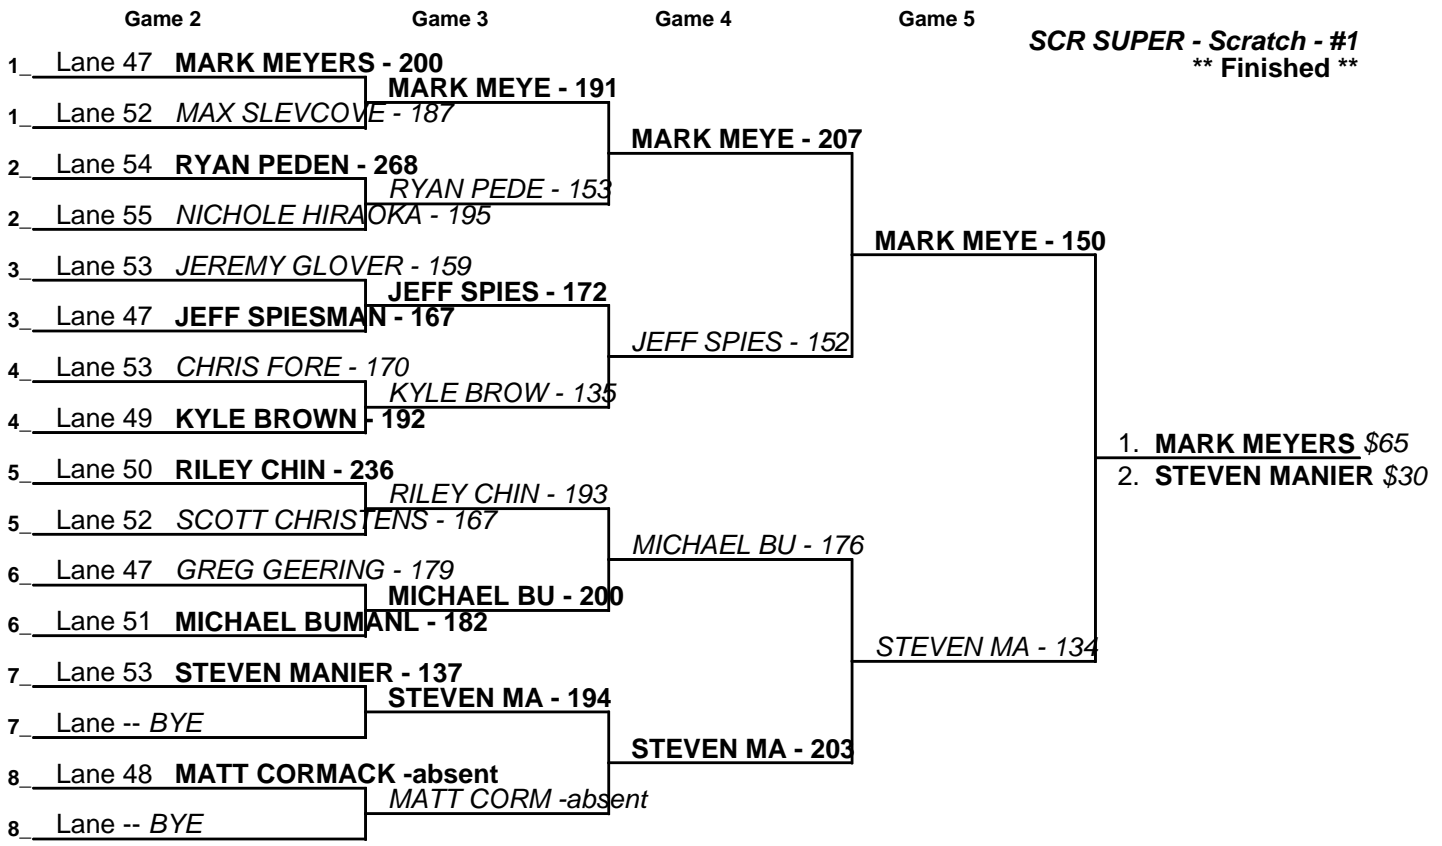 Game 2 Game 3 Game 4 Game 5
SCR SUPER - Scratch - #1
** Finished **
1_ Lane 47 MARK MEYERS - 200
MARK MEYE - 191
1_ Lane 52 MAX SLEVCOVE - 187
MARK MEYE - 207
2_ Lane 54 RYAN PEDEN - 268
RYAN PEDE - 153
2_ Lane 55 NICHOLE HIRAOKA - 195
MARK MEYE - 150
3_ Lane 53 JEREMY GLOVER - 159
JEFF SPIES - 172
3_ Lane 47 JEFF SPIESMAN - 167
JEFF SPIES - 152
4_ Lane 53 CHRIS FORE - 170
KYLE BROW - 135
4_ Lane 49 KYLE BROWN - 192
1. MARK MEYERS $65
5_ Lane 50 RILEY CHIN - 236
2. STEVEN MANIER $30
RILEY CHIN - 193
5_ Lane 52 SCOTT CHRISTENS - 167
MICHAEL BU - 176
6_ Lane 47 GREG GEERING - 179
MICHAEL BU - 200
6_ Lane 51 MICHAEL BUMANL - 182
STEVEN MA - 134
7_ Lane 53 STEVEN MANIER - 137
STEVEN MA - 194
7_ Lane -- BYE
STEVEN MA - 203
8_ Lane 48 MATT CORMACK -absent
MATT CORM -absent
8_ Lane -- BYE